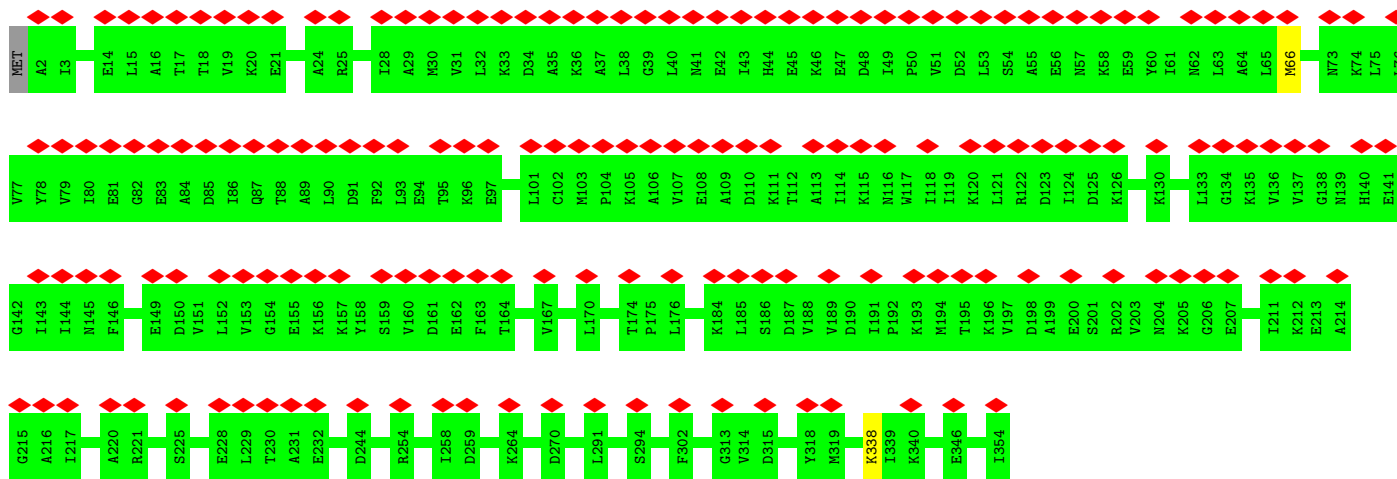 MET A2 I3 E14 L15 A16 T17 T18 V19 K20 E21 A24 R25 I28 A29 M30 V31 L32 K33 D34 A35 K36 A37 L38 G39 L40 N41 E42 I43 H44 E45 K46 E47 D48 I49 P50 V51 D52 L53 S54 A55 E56 N57 K58 E59 Y60 I61 N62 L63 A64 L65 M66 N73 K74 L75
V77 Y78 V79 I80 E81 G82 E83 A84 D85 I86 Q87 T88 A89 L90 D91 F92 L93 E94 T95 K96 E97 L101 C102 M103 P104 K105 A106 V107 E108 A109 D110 K111 T112 A113 I114 K115 N116 W117 I118 I119 K120 L121 R122 D123 I124 D125 K126 K130 L133 G134 K135 V136 V137 G138 N139 H140 E141
G142 I143 I144 N145 F146 E149 D150 V151 L152 V153 G154 E155 K156 K157 Y158 S159 V160 D161 E162 F163 T164 V167 L170 T174 P175 L176 K184 L185 S186 D187 V188 V189 D190 I191 P192 K193 M194 T195 K196 V197 D198 A199 E200 S201 R202 V203 N204 K205 G206 E207 I211 K212 E213 A214
G215 A216 I217 A220 R221 S225 E228 L229 T230 A231 E232 D244 R254 I258 D259 K264 D270 L291 S294 F302 G313 V314 D315 Y318 M319 K338 I339 K340 E346 I354